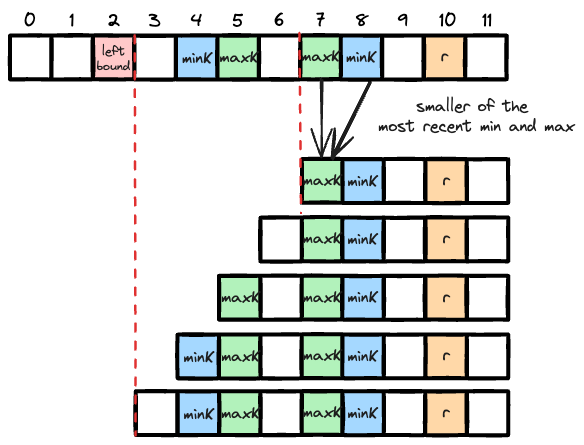 0 1 2 3 4 5 6 7 8 9 10 11
left
bound
minK maxK maxK minK r
smaller of the
most recent min and max
maxK minK r
maxK minK r
maxK maxK minK r
minK maxK maxK minK r
minK maxK maxK minK r